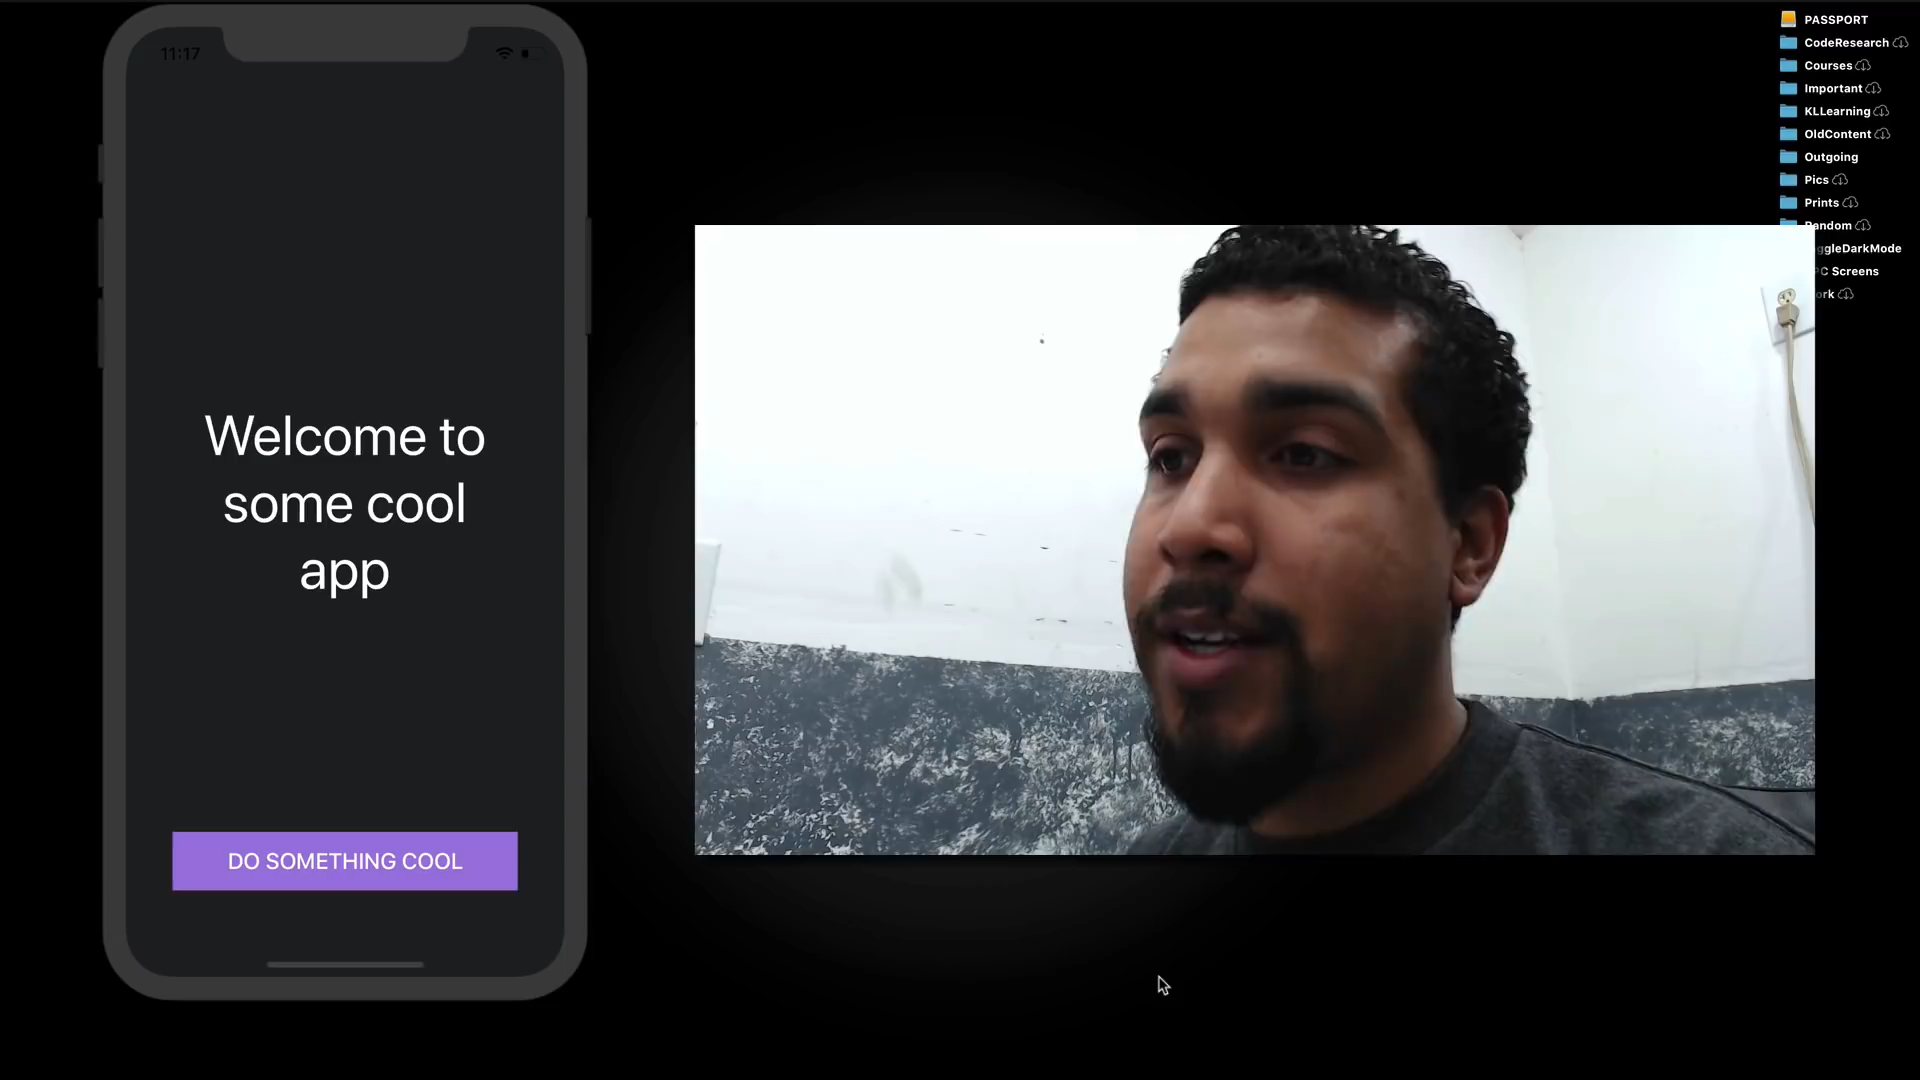 11:17
Welcome to
some cool
app
DO SOMETHING COOL
PASSPORT
CodeResearch
Courses
Important
KLLearning
OldContent
Outgoing
Pics
Prints
Random
ggleDarkMode
C Screens
ork